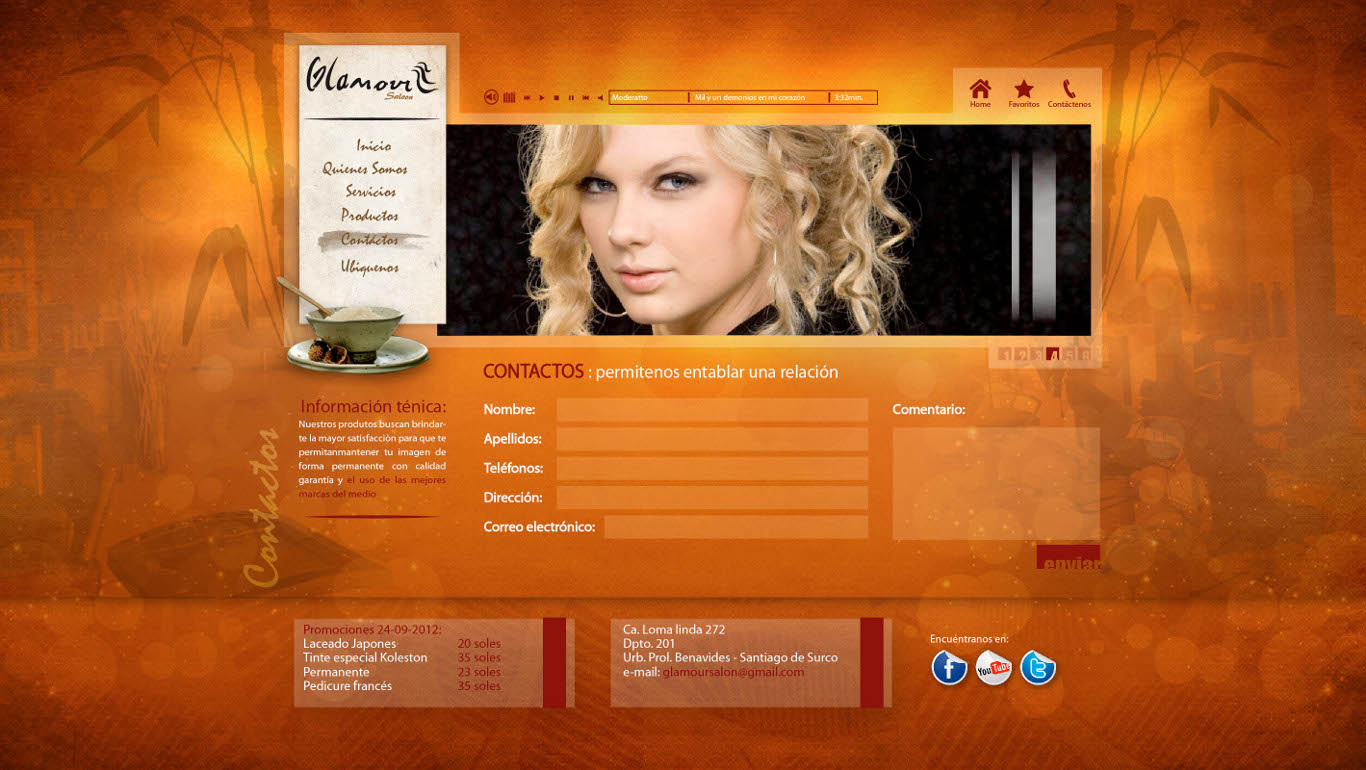 Glamour
Saloon
Inicio
Quienes Somos
Servicios
Productos
Contáctos
Ubiquenos
Moderatto
Mil y un demonios en mi corazón
3:32min.
Home
Favoritos
Contáctenos
1 2 3 4 5 6
CONTACTOS : permitenos entablar una relación
Información ténica:
Nuestros produtos buscan brindar-
te la mayor satisfacción para que te
permitanmantener tu imagen de
forma permanente con calidad
garantía y el uso de las mejores
marcas del medio
Contactos
Nombre:
Apellidos:
Teléfonos:
Dirección:
Correo electrónico:
Comentario:
enviar
Promociones 24-09-2012:
Laceado Japones 20 soles
Tinte especial Koleston 35 soles
Permanente 23 soles
Pedicure francés 35 soles
Ca. Loma linda 272
Dpto. 201
Urb. Prol. Benavides - Santiago de Surco
e-mail: glamoursalon@gmail.com
Encuéntranos en:
f
YouTube
t